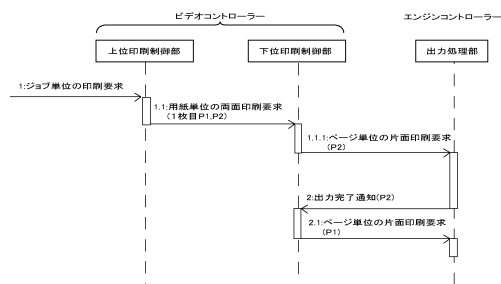 ビデオコントローラー
エンジンコントローラー
上位印刷制御部
下位印刷制御部
出力処理部
1:ジョブ単位の印刷要求
1.1:用紙単位の両面印刷要求
(1枚目P1,P2)
1.1.1:ページ単位の片面印刷要求
(P2)
2:出力完了通知(P2)
2.1:ページ単位の片面印刷要求
(P1)